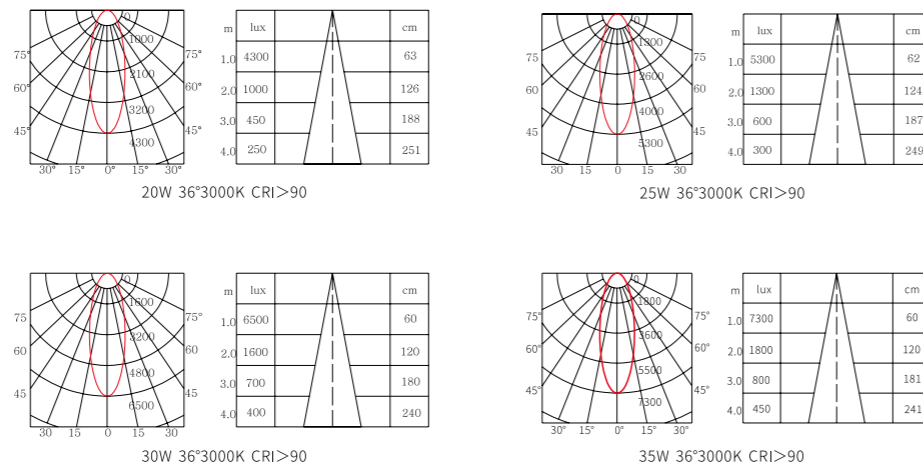 0
1000
2100
3200
4300
75° 75°
60° 60°
45° 45°
30° 15° 0° 15° 30°
m lux cm
1.0 4300 63
2.0 1000 126
3.0 450 188
4.0 250 251
20W 36°3000K CRI>90
0
1300
2600
4000
5300
75° 75°
60° 60°
45° 45°
30° 15° 0° 15° 30°
m lux cm
1.0 5300 62
2.0 1300 124
3.0 600 187
4.0 300 249
25W 36°3000K CRI>90
0
1600
3200
4800
6500
75 75°
60 60°
45 45°
30 15 0 15 30
m lux cm
1.0 6500 60
2.0 1600 120
3.0 700 180
4.0 400 240
30W 36°3000K CRI>90
0
1800
3600
5500
7300
75° 75°
60° 60°
45° 45°
30° 15° 0° 15° 30°
m lux cm
1.0 7300 60
2.0 1800 120
3.0 800 181
4.0 450 241
35W 36°3000K CRI>90